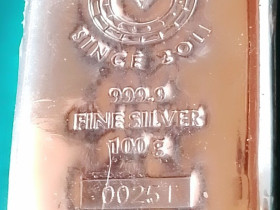 SINCE 2011
999.9
FINE SILVER
100 g
00251